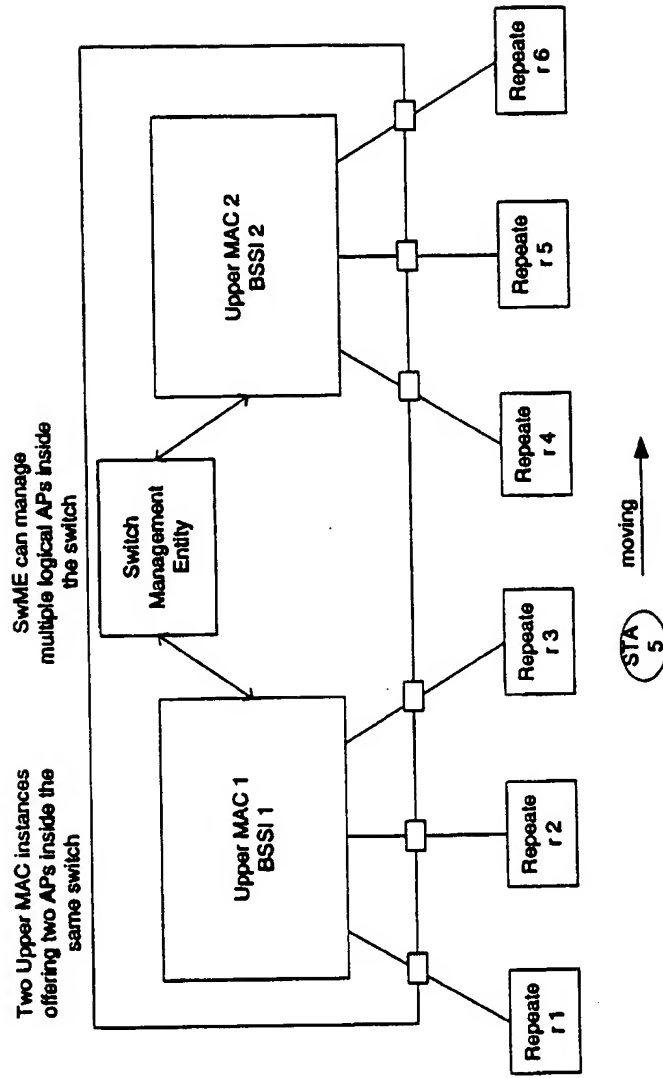 Two Upper MAC instances
offering two APs inside the
same switch
SwME can manage
multiple logical APs inside
the switch
Upper MAC 1
BSSI 1
Switch
Management
Entity
Upper MAC 2
BSSI 2
Repeate
r 1
Repeate
r 2
Repeate
r 3
Repeate
r 4
Repeate
r 5
Repeate
r 6
STA
5
moving